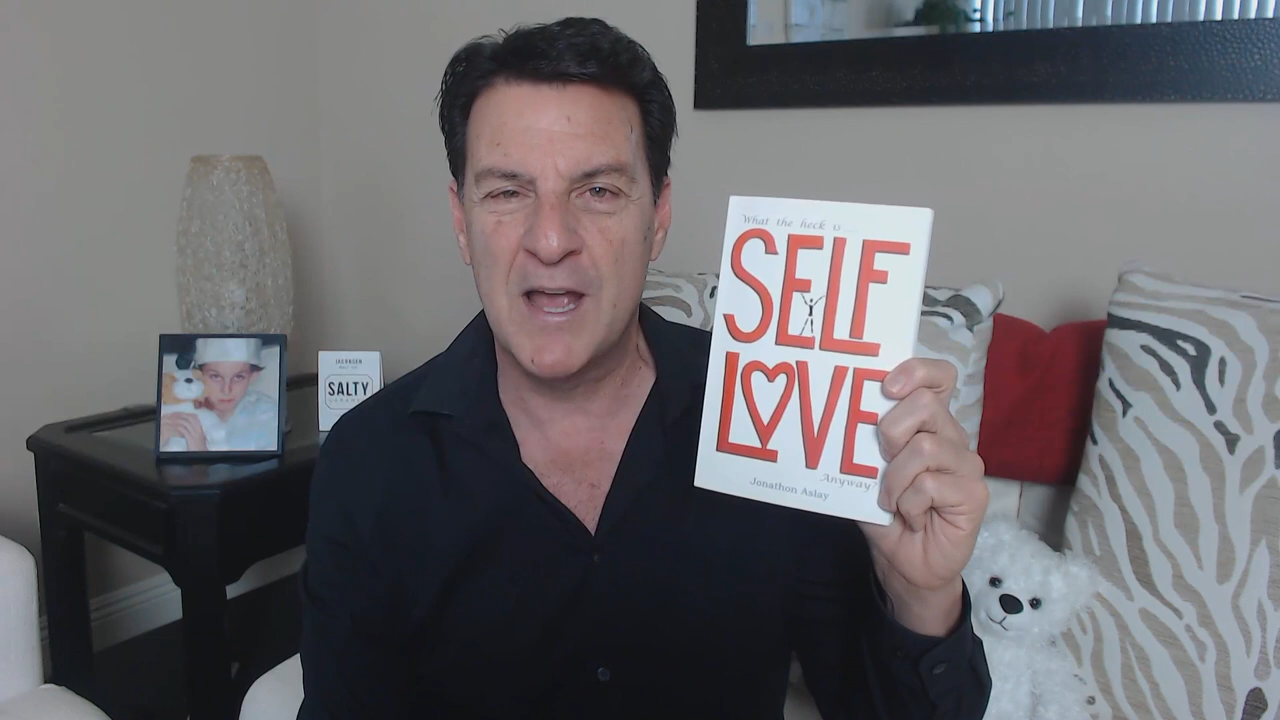 What the heck is
SELF
LOVE
Anyway?
Jonathon Aslay
SALTY